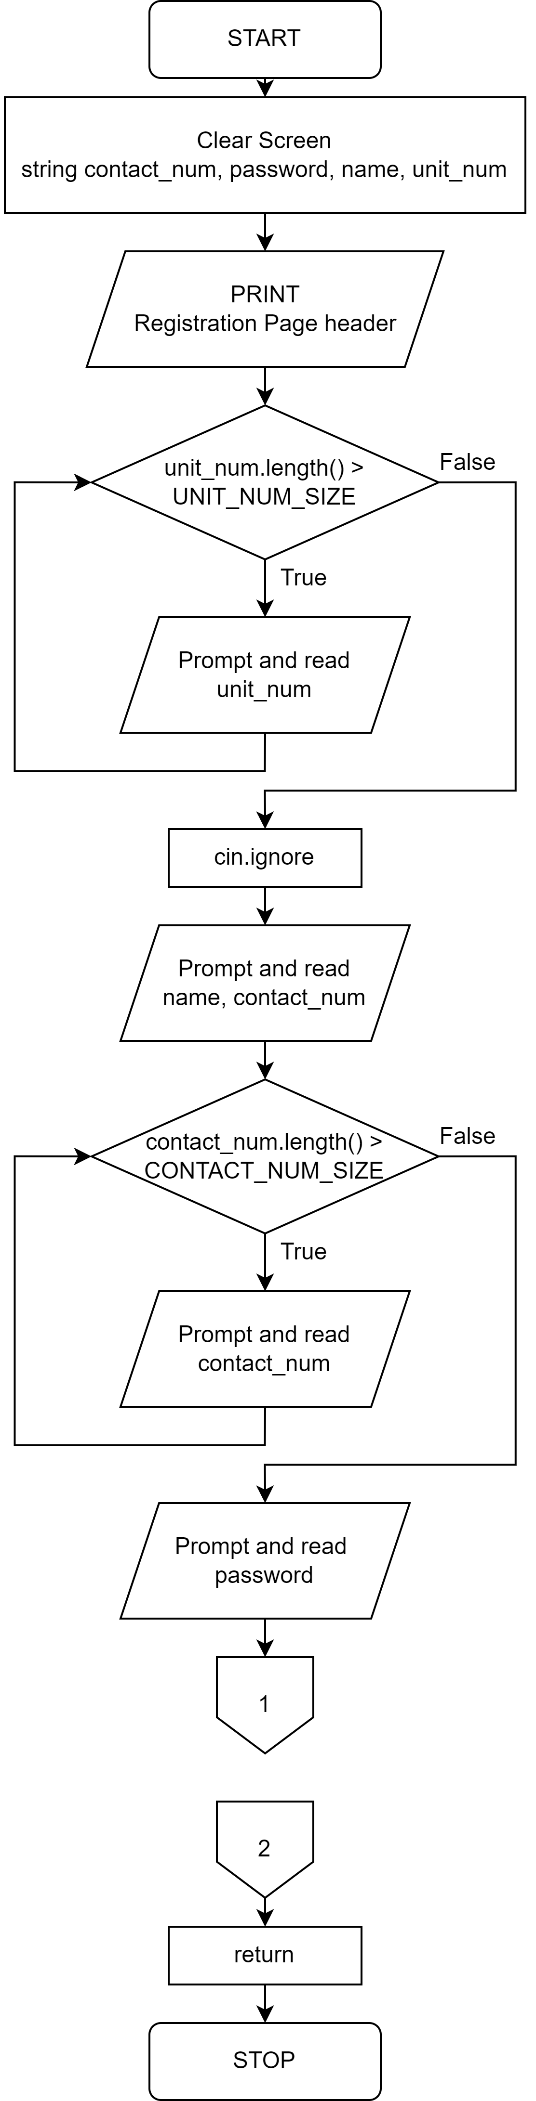 START
Clear Screen
string contact_num, password, name, unit_num
PRINT
Registration Page header
unit_num.length() >
UNIT_NUM_SIZE
False
True
Prompt and read
unit_num
cin.ignore
Prompt and read
name, contact_num
contact_num.length() >
CONTACT_NUM_SIZE
False
True
Prompt and read
contact_num
Prompt and read
password
1
2
return
STOP